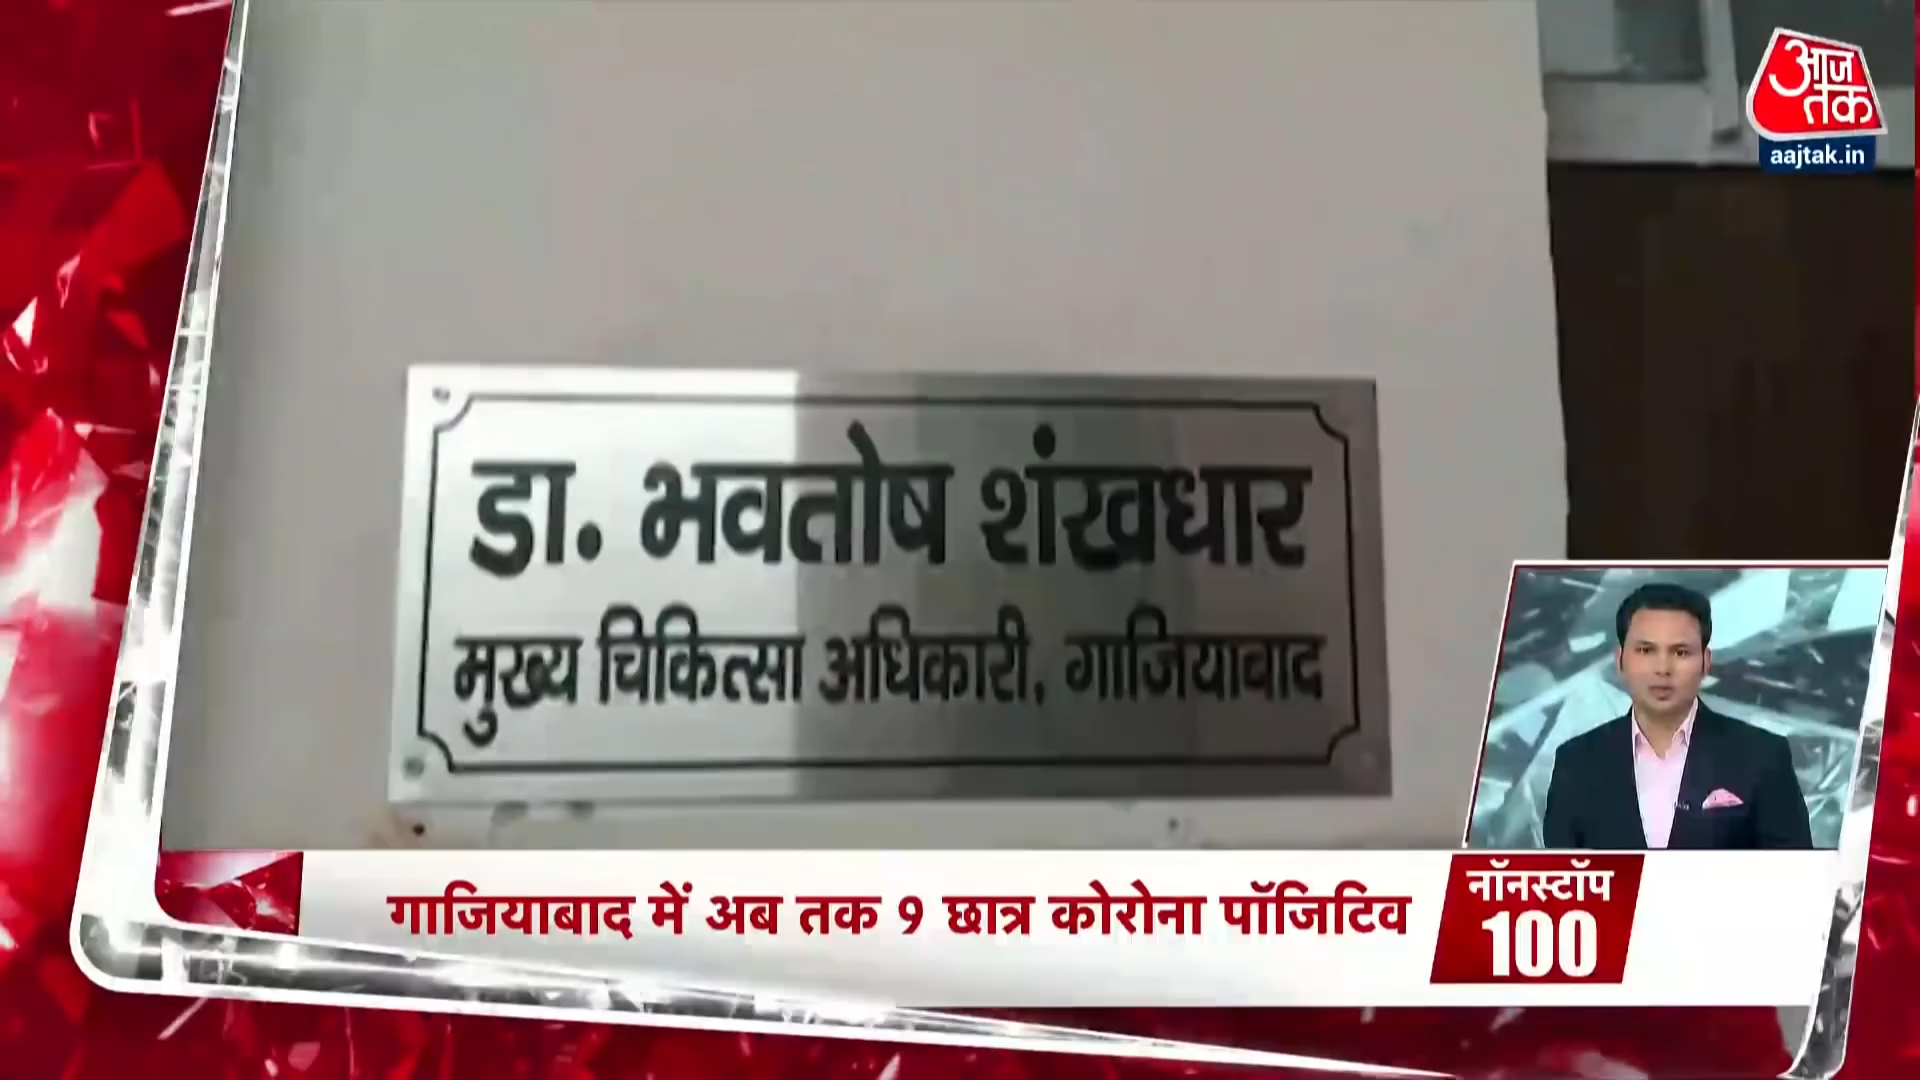 आज
तक
aajtak.in
डा. भवतोष शंखधार
मुख्य चिकित्सा अधिकारी, गाजियाबाद
गाजियाबाद में अब तक 9 छात्र कोरोना पॉजिटिव
नॉनस्टॉप
100